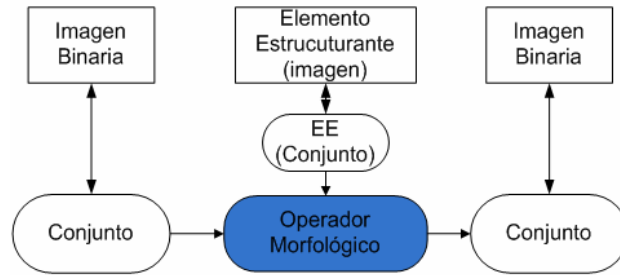 Imagen
Binaria
Elemento
Estrucuturante
(imagen)
Imagen
Binaria
EE
(Conjunto)
Conjunto
Operador
Morfológico
Conjunto